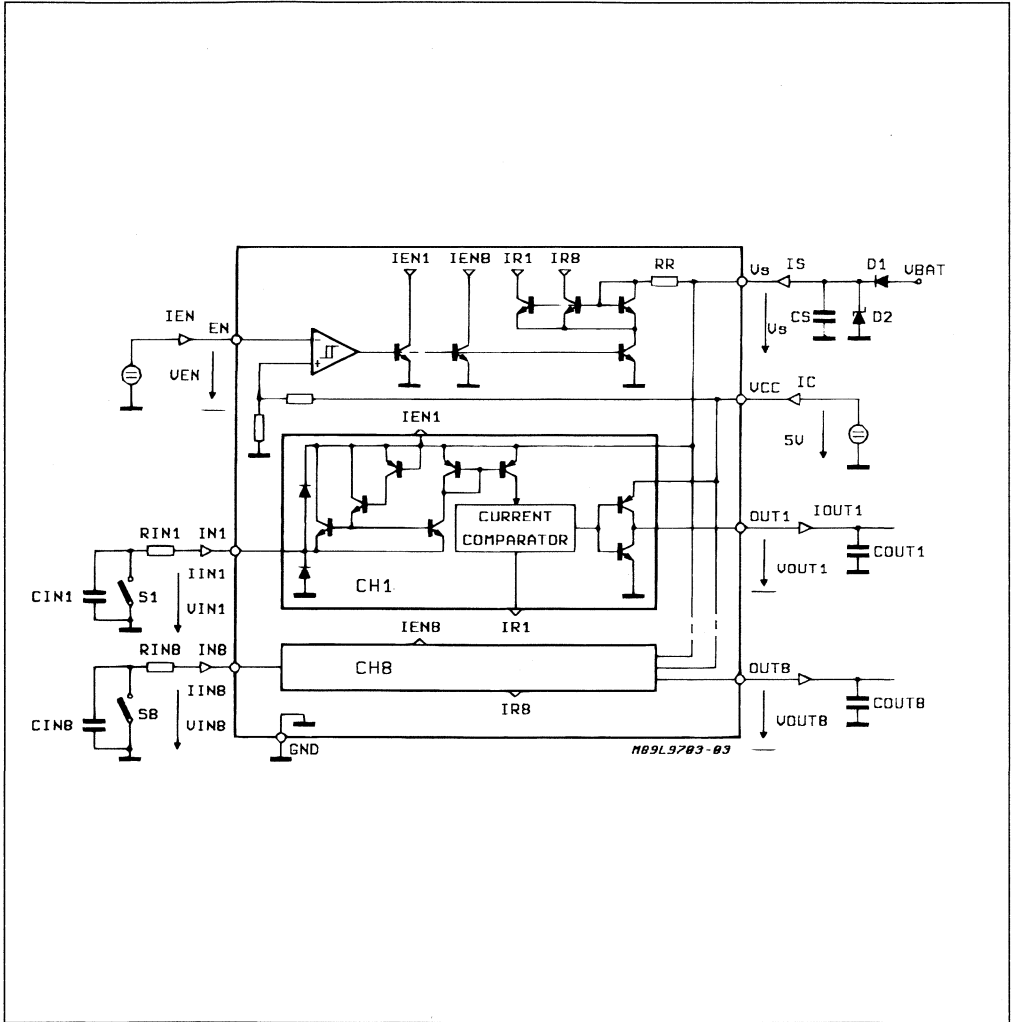 IEN1 IEN8 IR1 IR8 RR
Vs IS D1 VBAT
IEN EN
CS D2
Vs
VEN
VCC IC
IEN1
5V
CURRENT
COMPARATOR
OUT1 IOUT1
RIN1 IN1
COUT1
IIN1
VOUT1
CIN1 S1
CH1
VIN1
IEN8 IR1
RIN8 IN8
CH8
OUT8
IIN8
IR8
COUT8
CIN8 S8
VIN8
VOUT8
GND
M89L9703-03